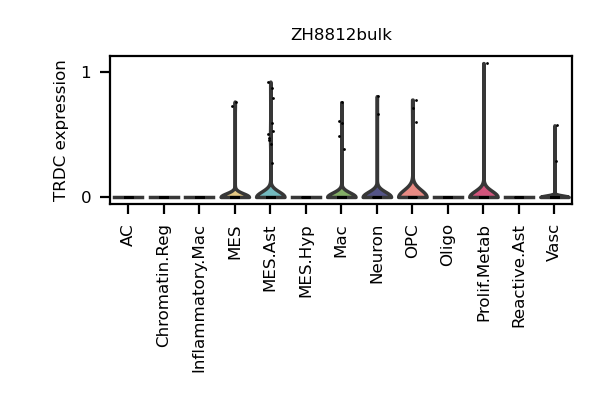 ZH8812bulk
TRDC expression
1
0
AC
Chromatin.Reg
Inflammatory.Mac
MES
MES.Ast
MES.Hyp
Mac
Neuron
OPC
Oligo
Prolif.Metab
Reactive.Ast
Vasc